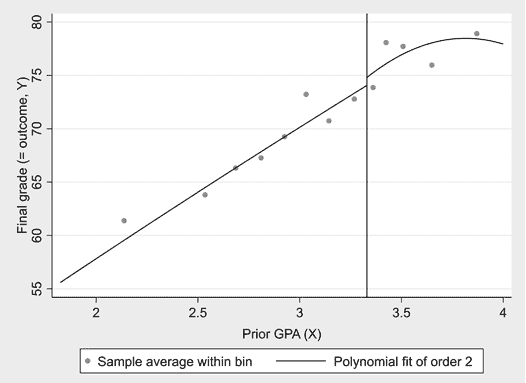 Final grade (= outcome, Y)
80
75
70
65
60
55
2
2.5
3
3.5
4
Prior GPA (X)
Sample average within bin
Polynomial fit of order 2